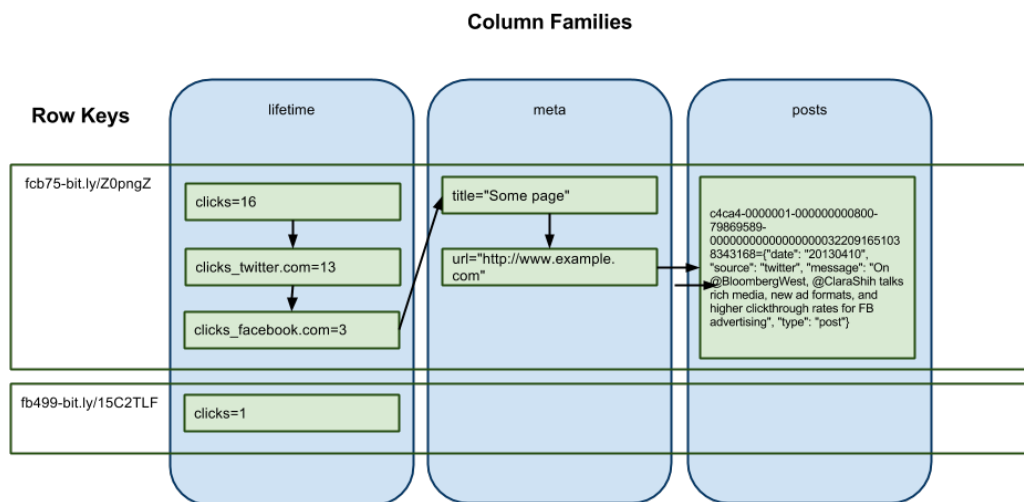 Column Families
Row Keys
lifetime
meta
posts
fcb75-bit.ly/Z0pngZ
clicks=16
clicks_twitter.com=13
clicks_facebook.com=3
title="Some page"
url="http://www.example.
com"
c4ca4-0000001-000000000800-
79869589-
0000000000000000032209165103
8343168={"date": "20130410",
"source": "twitter", "message": "On
@BloombergWest, @ClaraShih talks
rich media, new ad formats, and
higher clickthrough rates for FB
advertising", "type": "post"}
fb499-bit.ly/15C2TLF
clicks=1